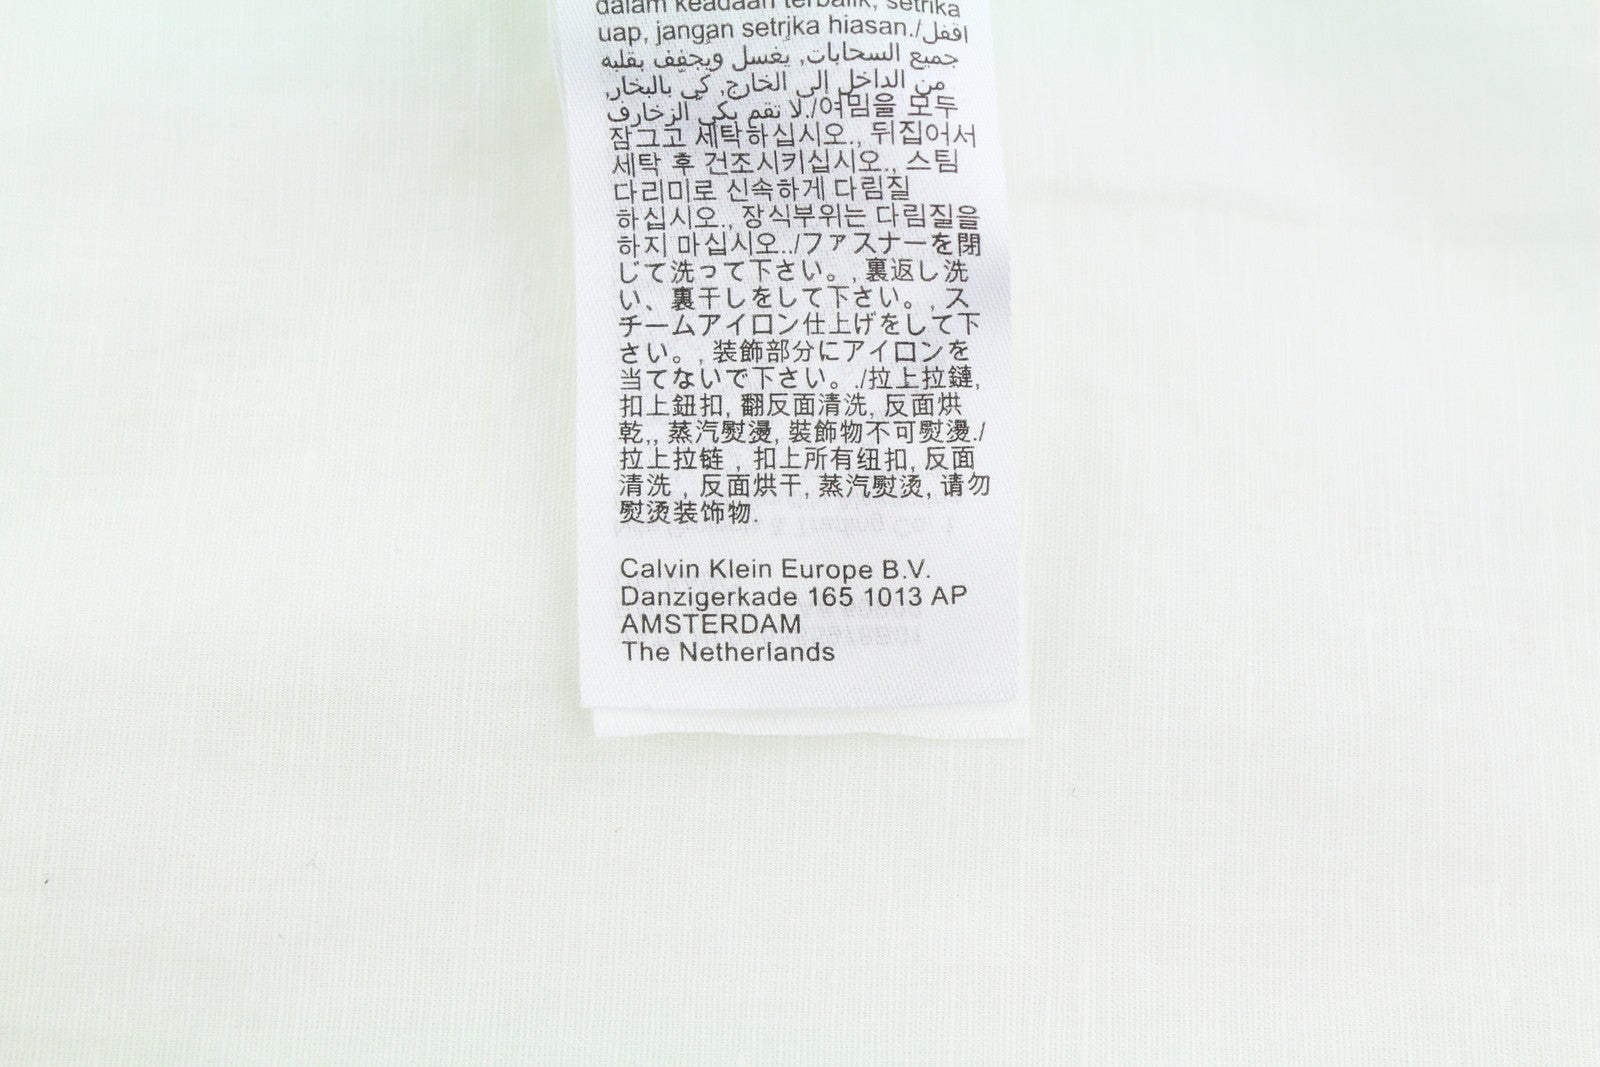 dalam keadaan terbalik, setrika
uap, jangan setrika hiasan./اقفل
جميع السحابات, يغسل ويجفف بقلبه
من الداخل إلى الخارج, كي بالبخار,
لا تقم بكي الزخارف./여밈을 모두
잠그고 세탁하십시오., 뒤집어서
세탁 후 건조시키십시오., 스팀
다리미로 신속하게 다림질
하십시오., 장식부위는 다림질을
하지 마십시오../ファスナーを閉
じて洗って下さい。, 裏返し洗
い、裏干しをして下さい。, ス
チームアイロン仕上げをして下
さい。, 装飾部分にアイロンを
当てないで下さい。./拉上拉鏈,
扣上鈕扣, 翻反面清洗, 反面烘
乾,, 蒸汽熨燙, 裝飾物不可熨燙./
拉上拉链 , 扣上所有纽扣, 反面
清洗 , 反面烘干, 蒸汽熨烫, 请勿
熨烫装饰物.
Calvin Klein Europe B.V.
Danzigerkade 165 1013 AP
AMSTERDAM
The Netherlands